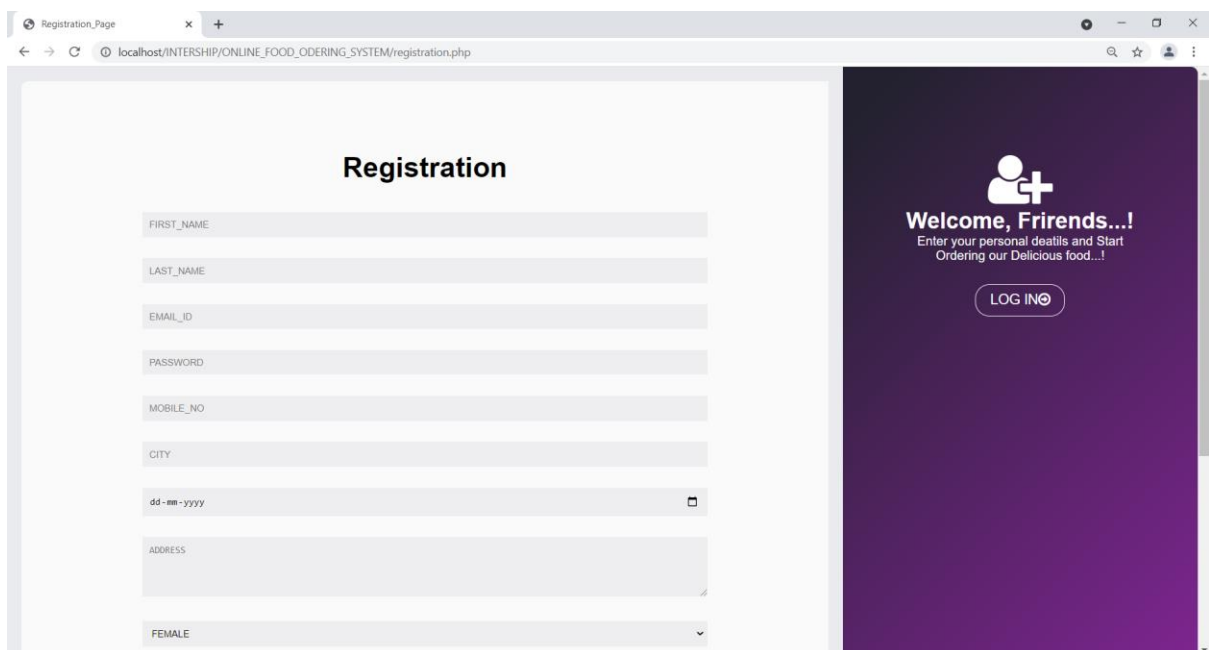 Registration_Page
localhost/INTERSHIP/ONLINE_FOOD_ODERING_SYSTEM/registration.php
Registration
FIRST_NAME
LAST_NAME
EMAIL_ID
PASSWORD
MOBILE_NO
CITY
dd-mm-yyyy
ADDRESS
FEMALE
Welcome, Frirends...!
Enter your personal deatils and Start
Ordering our Delicious food...!
LOG IN